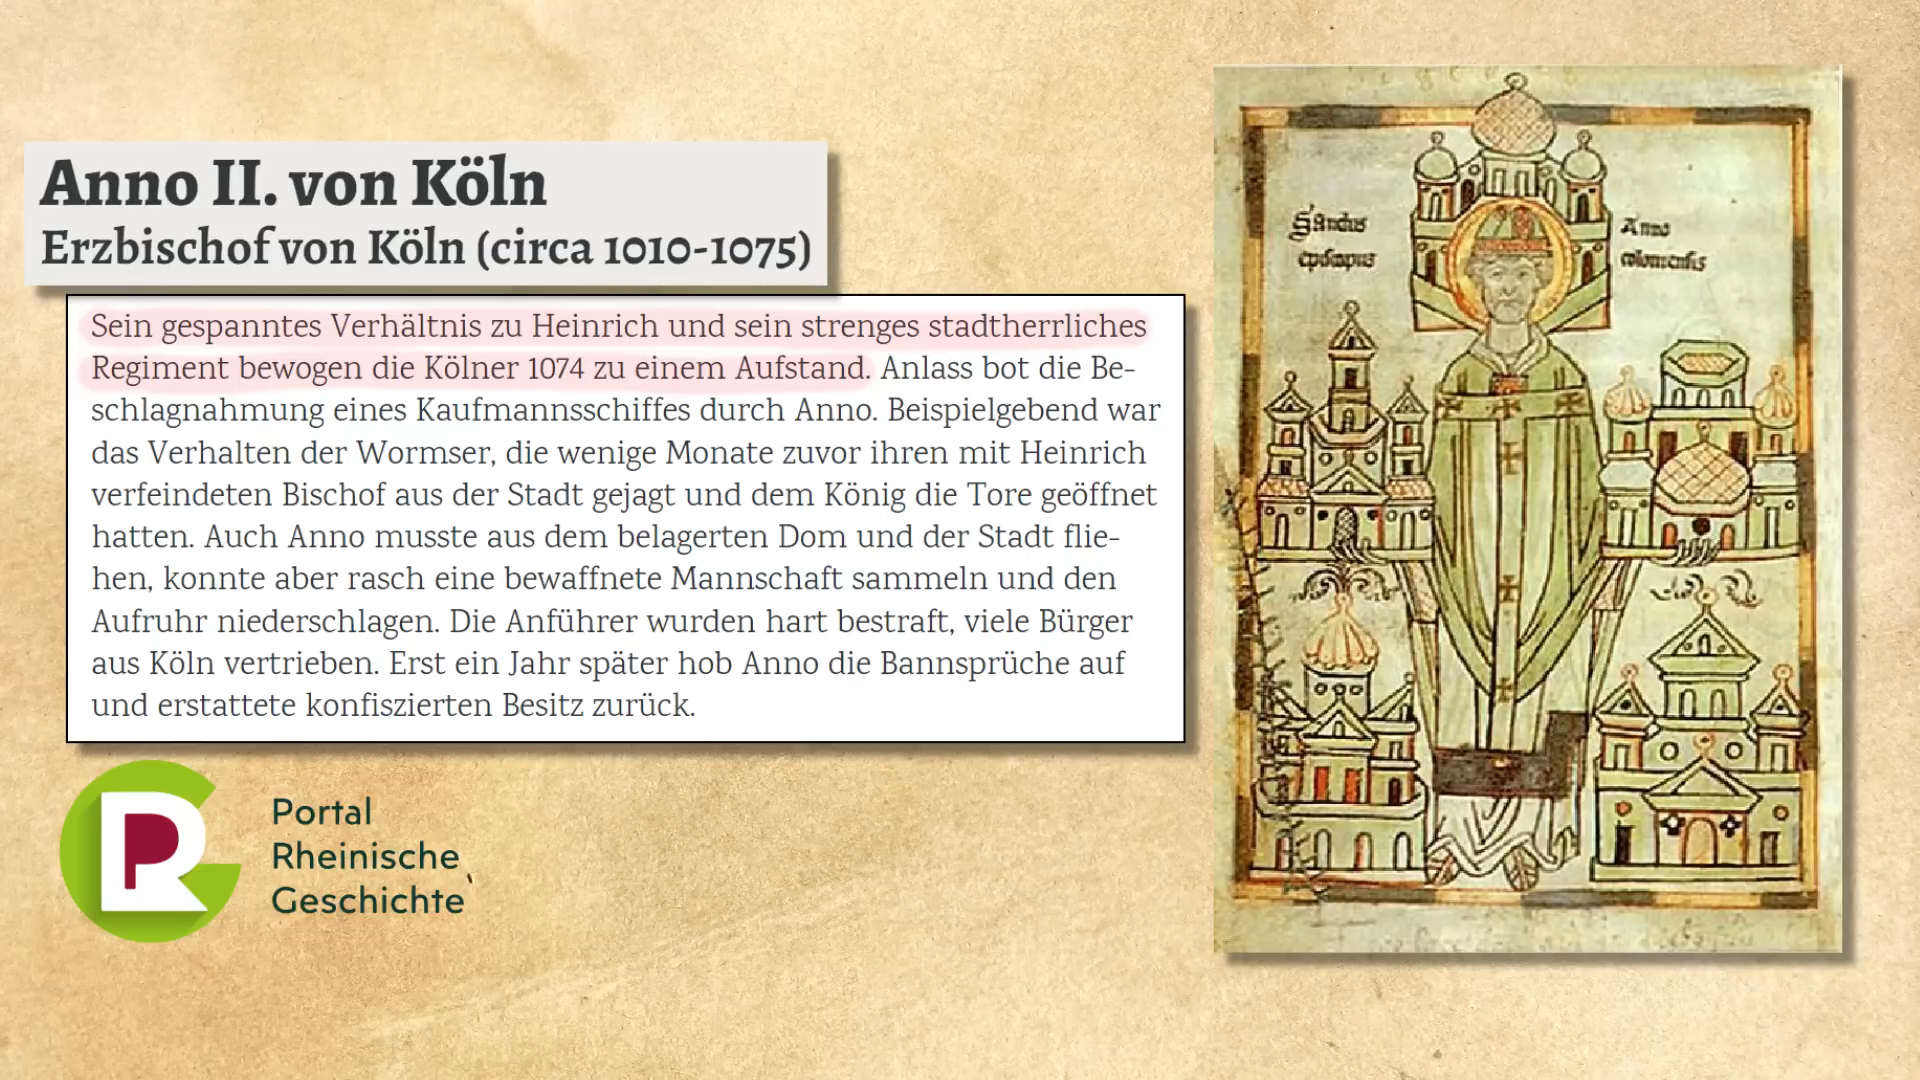 Anno II. von Köln
Erzbischof von Köln (circa 1010-1075)
Sein gespanntes Verhältnis zu Heinrich und sein strenges stadtherrliches
Regiment bewogen die Kölner 1074 zu einem Aufstand. Anlass bot die Be-
schlagnahmung eines Kaufmannsschiffes durch Anno. Beispielgebend war
das Verhalten der Wormser, die wenige Monate zuvor ihren mit Heinrich
verfeindeten Bischof aus der Stadt gejagt und dem König die Tore geöffnet
hatten. Auch Anno musste aus dem belagerten Dom und der Stadt flie-
hen, konnte aber rasch eine bewaffnete Mannschaft sammeln und den
Aufruhr niederschlagen. Die Anführer wurden hart bestraft, viele Bürger
aus Köln vertrieben. Erst ein Jahr später hob Anno die Bannsprüche auf
und erstattete konfiszierten Besitz zurück.
PR
Portal
Rheinische
Geschichte
Anno